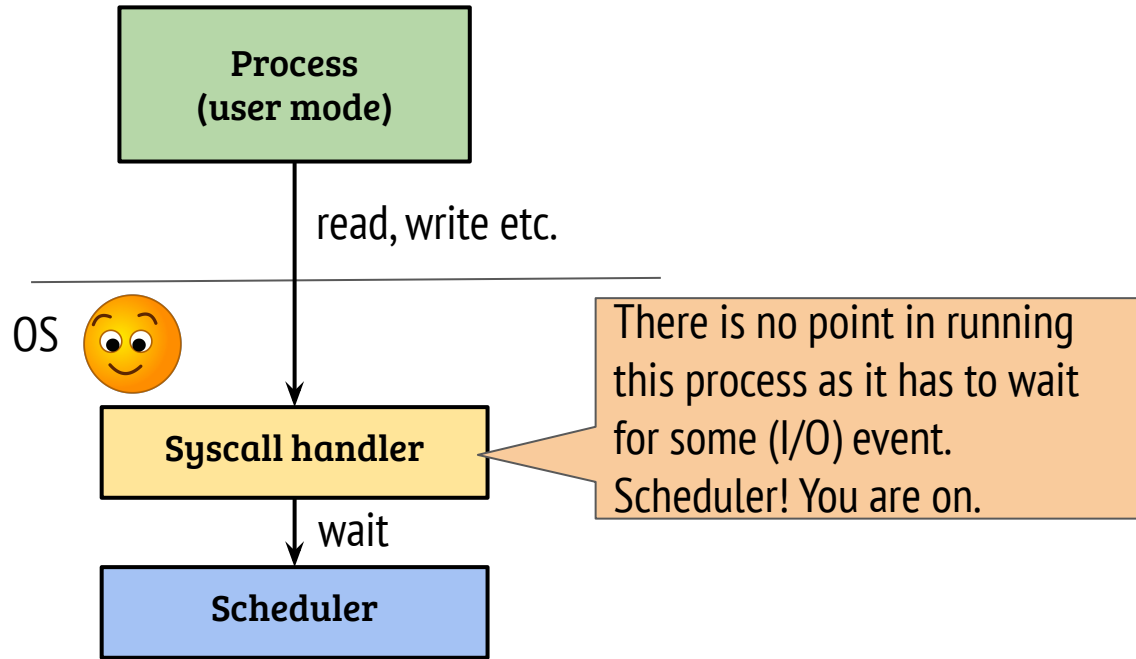 Process
(user mode)
read, write etc.
OS
There is no point in running
this process as it has to wait
for some (I/O) event.
Scheduler! You are on.
Syscall handler
wait
Scheduler